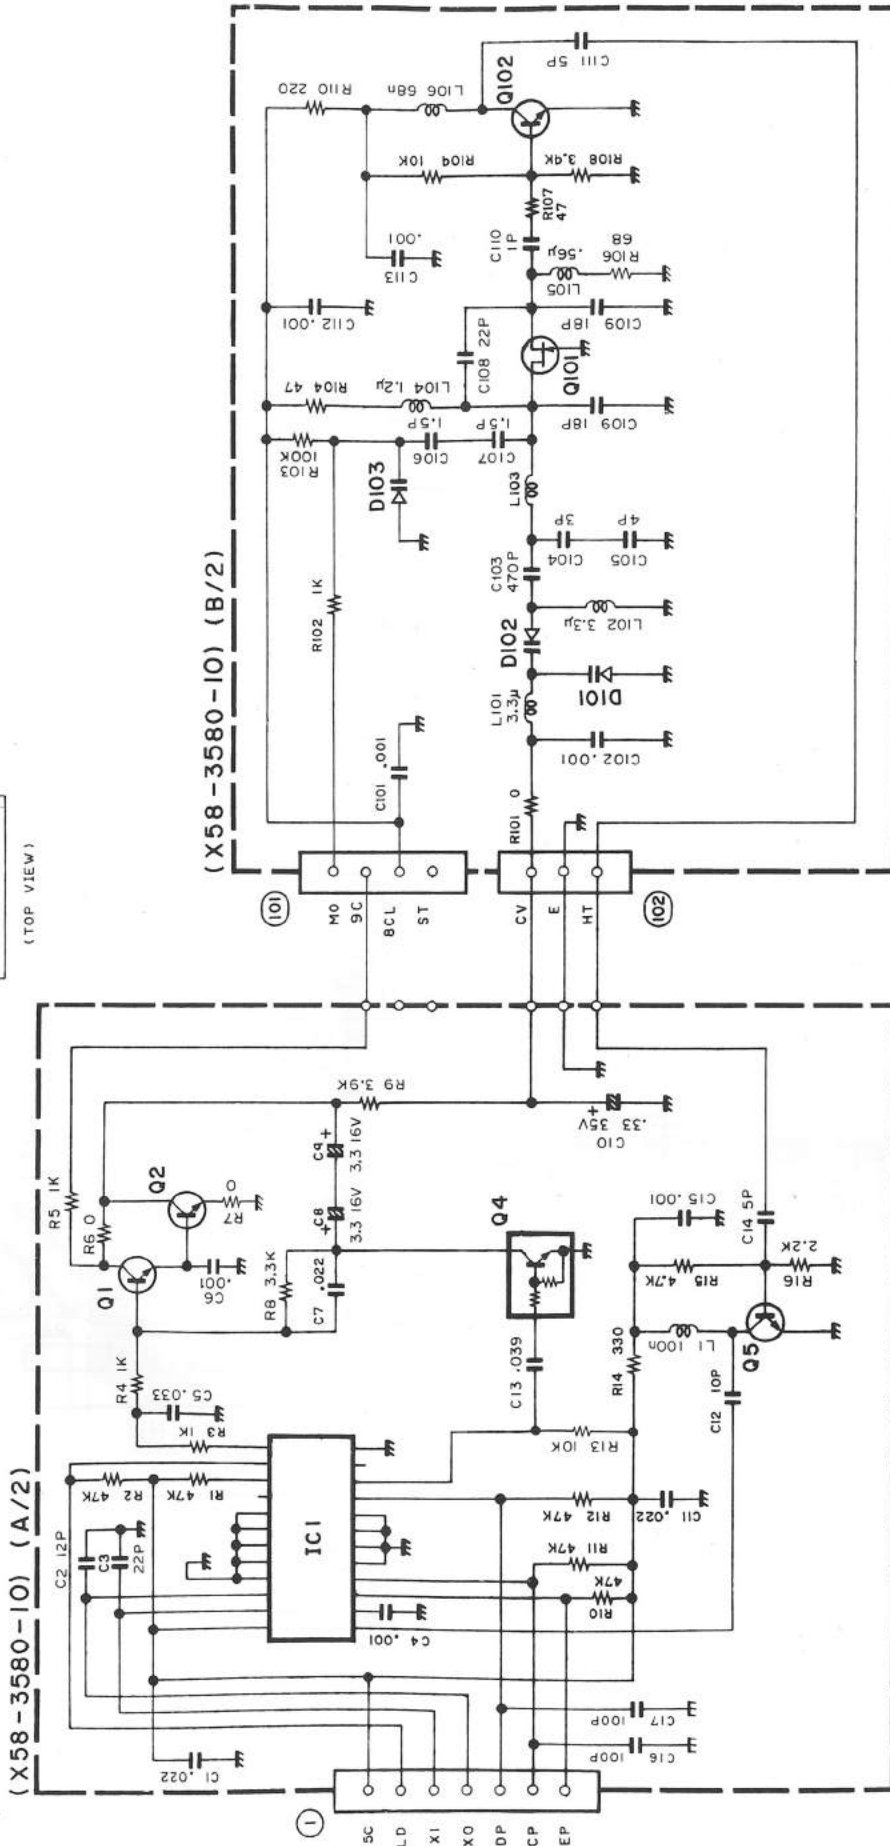 (TOP VIEW)
(X58-3580-10) (B/2)
R110 220
L106 68n
Q102
C111 5P
R104 10K
R108 3.4K
R107
47
C113
.001
C110
1P
.56μ
L105
R106
68
C112 .001
C108 22P
C109 18P
Q101
R104 47
L104 1.2μ
C109 18P
R103
100K
C106
1.5P
C107
1.5P
D103
L103
C104
3P
C105
4P
C103
470P
R102
1K
D102
L102 3.3μ
D101
L101
3.3μ
C102 .001
C101 .001
R101 0
101
MO
9C
8CL
ST
CV
E
HT
102
(X58-3580-10) (A/2)
R5 1K
R9 3.9K
C10
.33 35V
+
C9 +
3.3 16V
Q2
R7
0
R6 0
+C8
3.3 16V
Q4
C15 .001
C14 5P
Q1
C6
.001
R8 3.3K
C7 .022
R15
4.7K
R16
2.2K
R4 1K
R14 330
L1 100n
Q5
C5 .033
C13 .039
C12 10P
R3 1K
R13 10K
R2 47K
R1 47K
IC1
R12 47K
C11 .022
C2 12P
C3
22P
R11 47K
R10
47K
C4 .001
C1 .022
C17
100P
C16
100P
1
5C
LD
X1
XO
DP
CP
EP